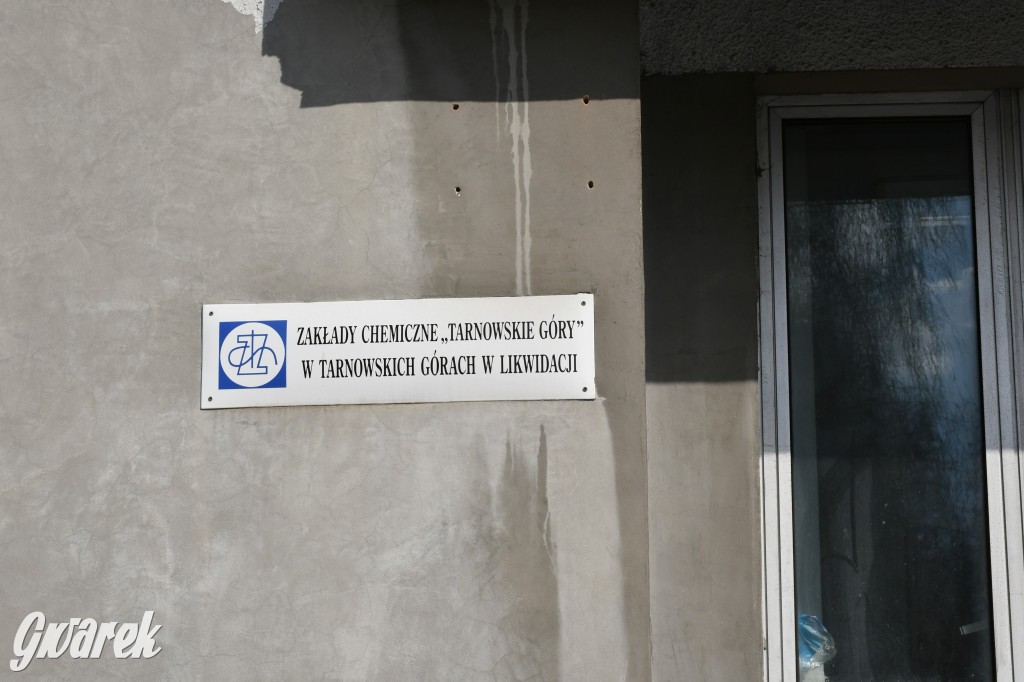 ZAKŁADY CHEMICZNE „TARNOWSKIE GÓRY”
W TARNOWSKICH GÓRACH W LIKWIDACJI
Gwarek